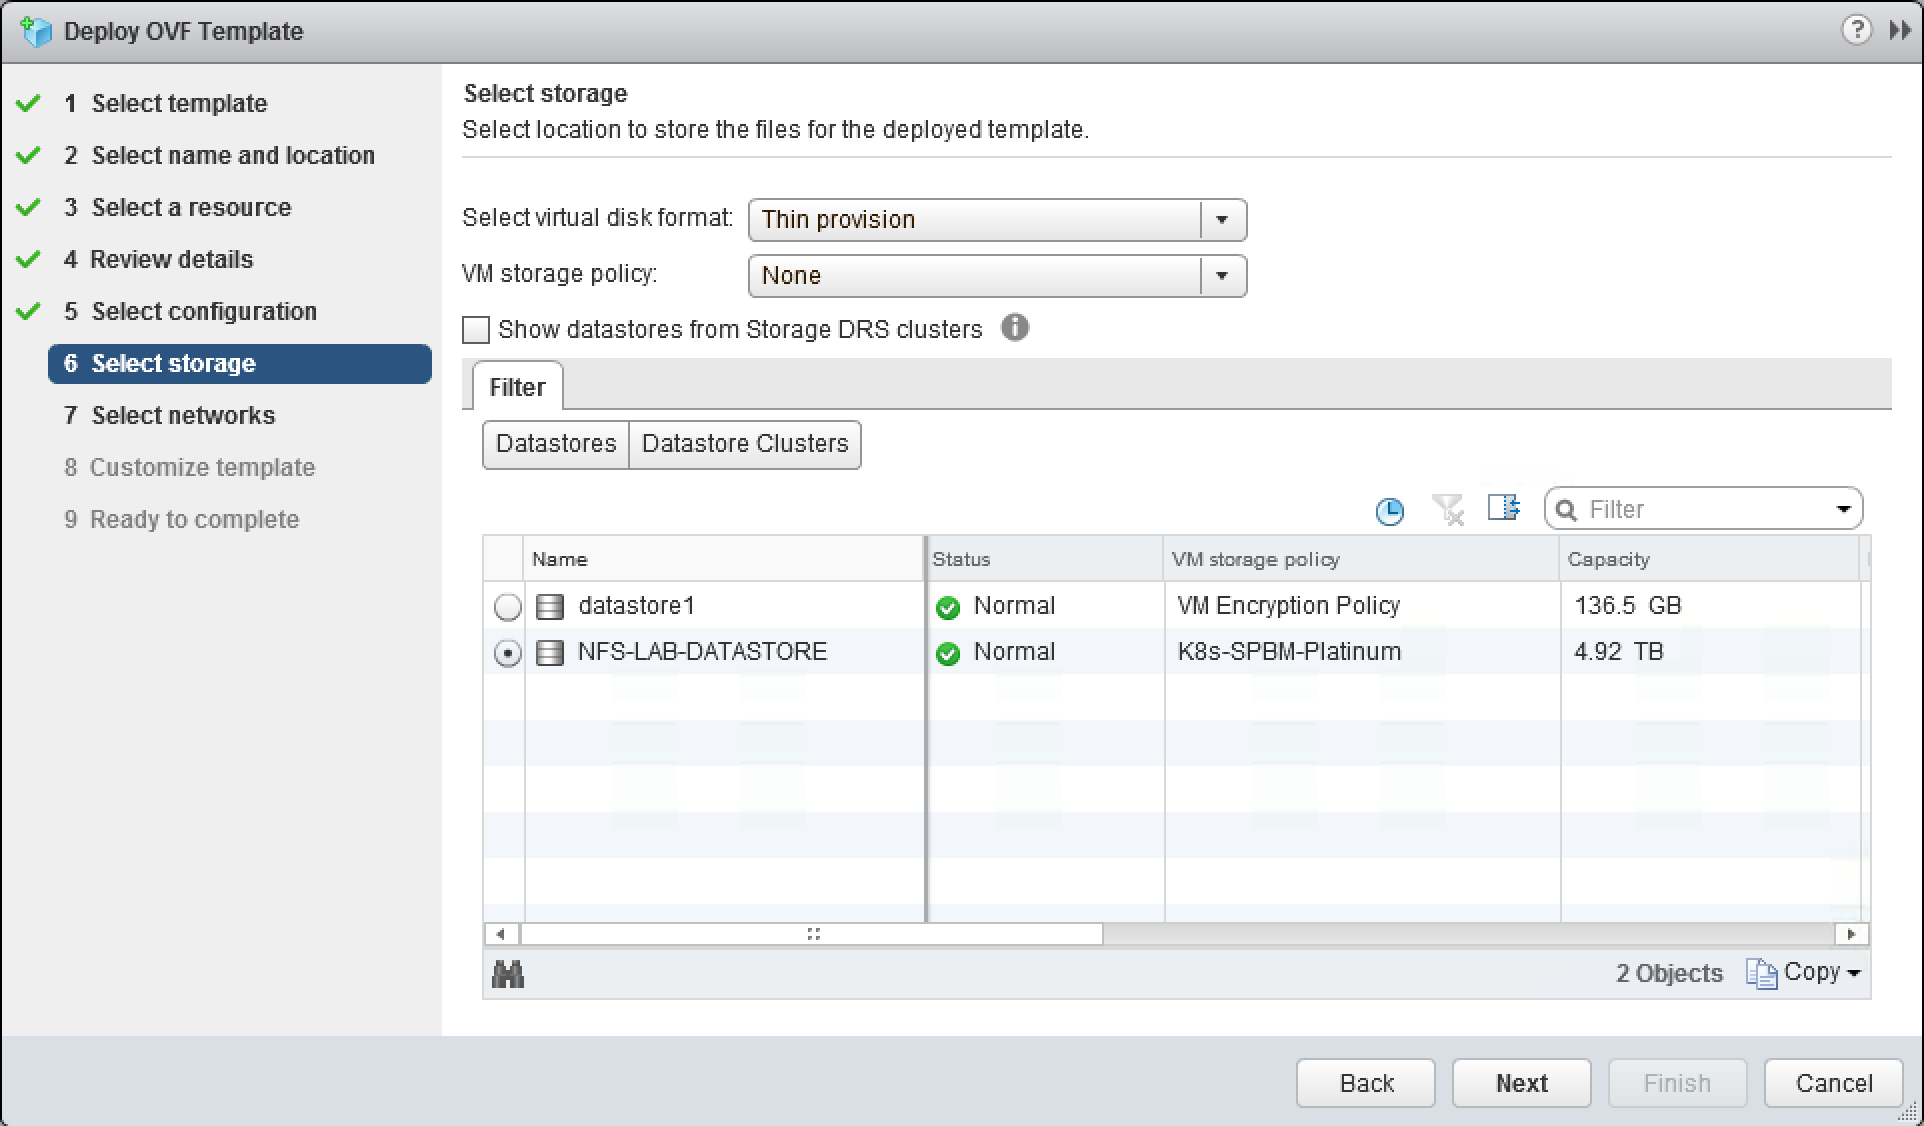 Deploy OVF Template
?
1 Select template
2 Select name and location
3 Select a resource
4 Review details
5 Select configuration
6 Select storage
7 Select networks
8 Customize template
9 Ready to complete
Select storage
Select location to store the files for the deployed template.
Select virtual disk format: Thin provision
VM storage policy: None
Show datastores from Storage DRS clusters
Filter
Datastores Datastore Clusters
Filter
Name Status VM storage policy Capacity
datastore1 Normal VM Encryption Policy 136.5 GB
NFS-LAB-DATASTORE Normal K8s-SPBM-Platinum 4.92 TB
2 Objects Copy
Back Next Finish Cancel